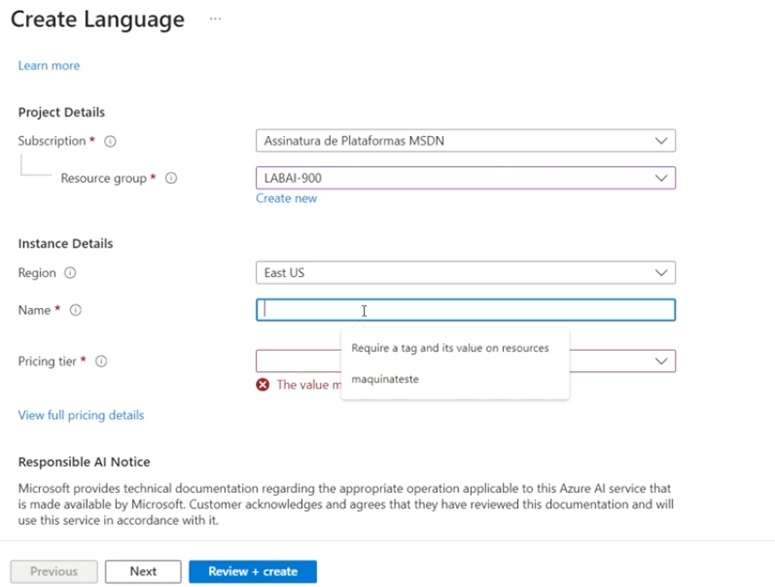 Create Language ...
Learn more
Project Details
Subscription *
Assinatura de Plataformas MSDN
Resource group *
LABAI-900
Create new
Instance Details
Region
East US
Name *
Require a tag and its value on resources
maquinateste
Pricing tier *
The value
View full pricing details
Responsible AI Notice
Microsoft provides technical documentation regarding the appropriate operation applicable to this Azure AI service that
is made available by Microsoft. Customer acknowledges and agrees that they have reviewed this documentation and will
use this service in accordance with it.
Previous
Next
Review + create